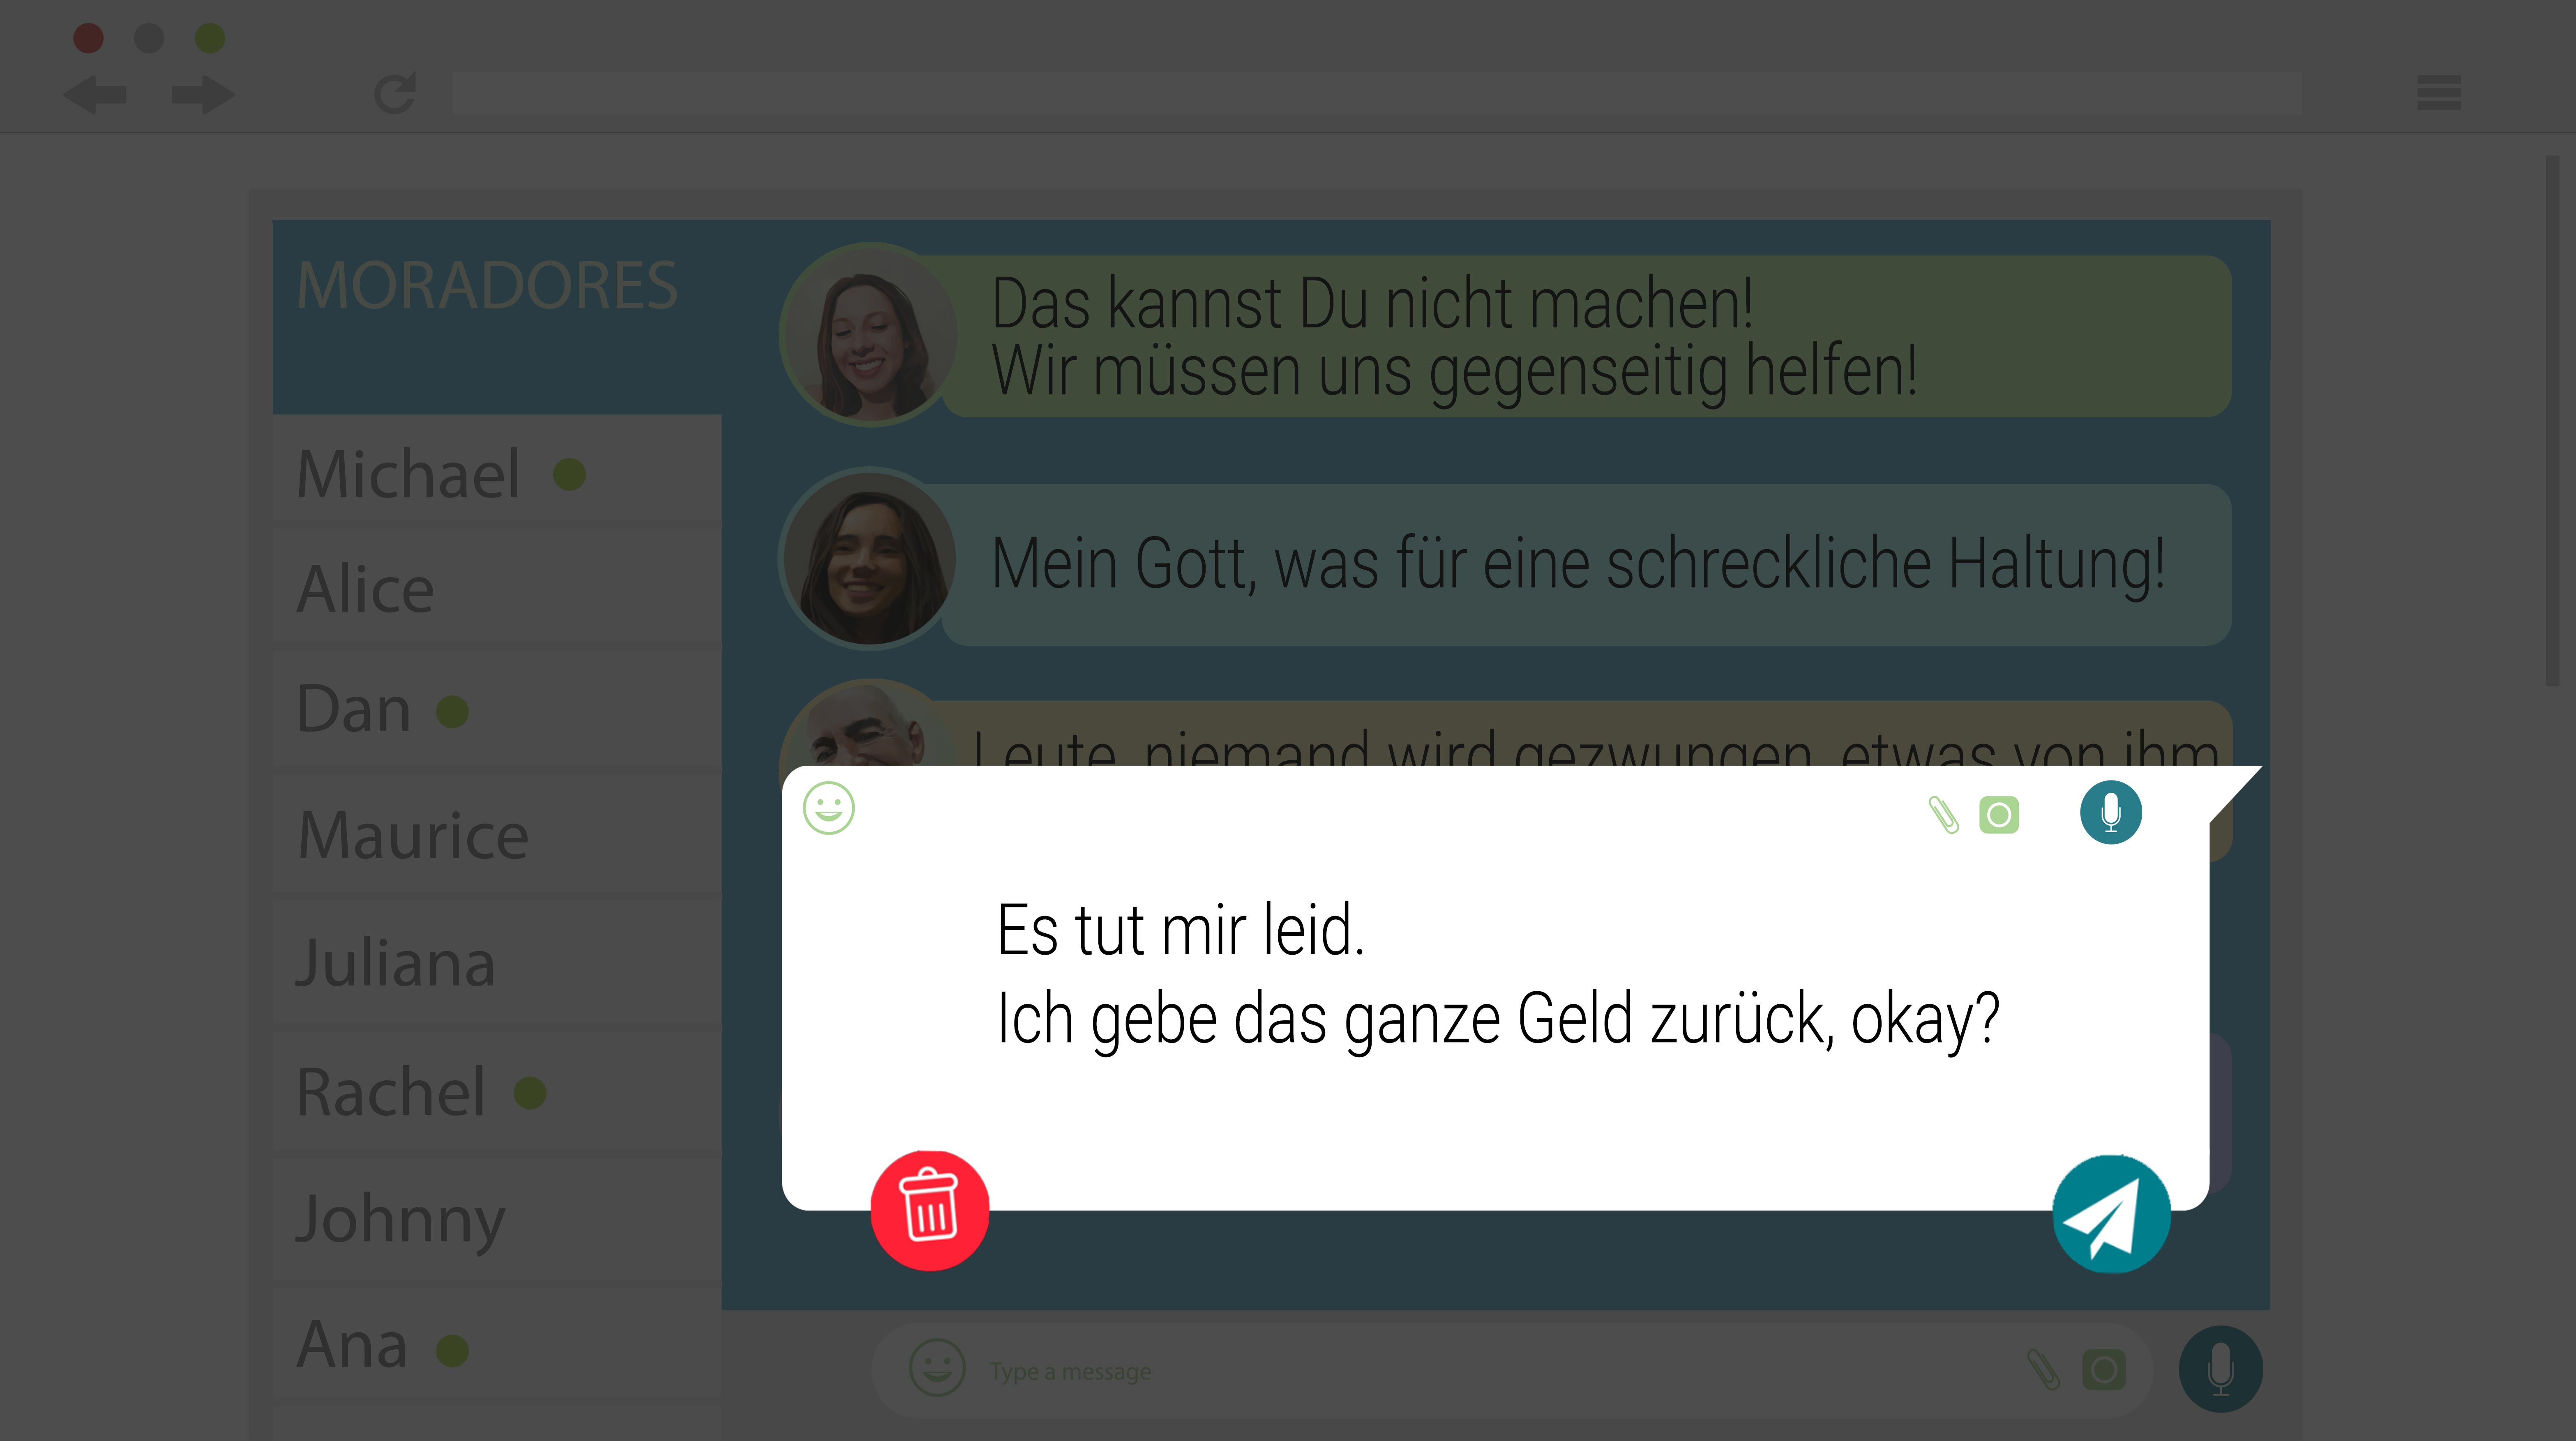 MORADORES
Michael
Alice
Dan
Maurice
Juliana
Rachel
Johnny
Ana
Das kannst Du nicht machen!
Wir müssen uns gegenseitig helfen!
Mein Gott, was für eine schreckliche Haltung!
Leute, niemand wird gezwungen, etwas von ihm
Es tut mir leid.
Ich gebe das ganze Geld zurück, okay?
Type a message